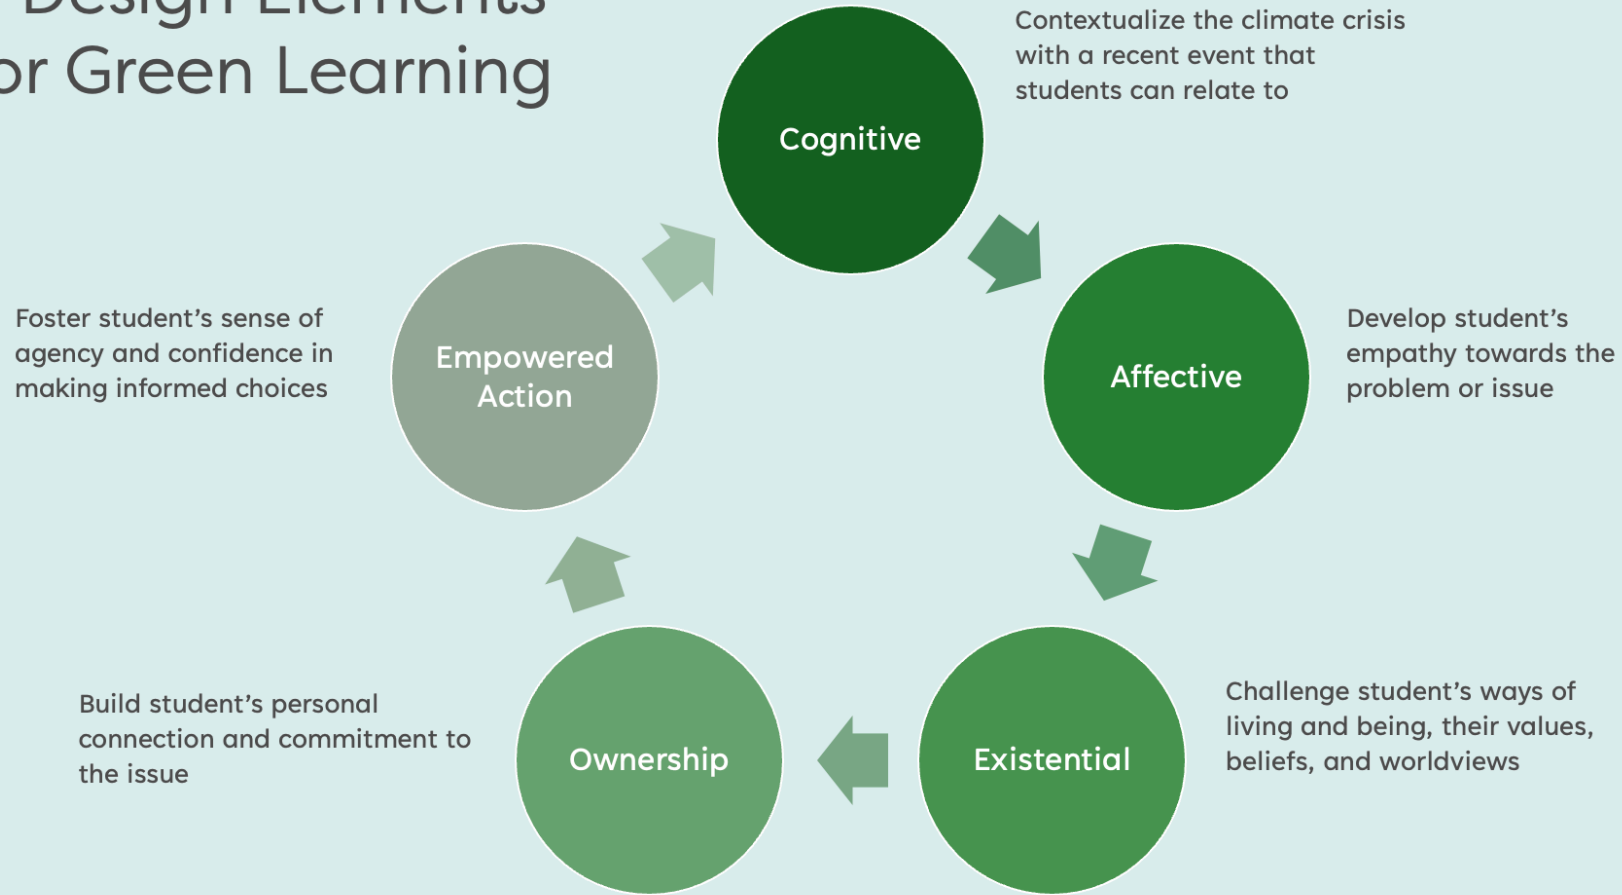 Design Elements
or Green Learning
Cognitive
Contextualize the climate crisis
with a recent event that
students can relate to
Affective
Develop student's
empathy towards the
problem or issue
Existential
Challenge student's ways of
living and being, their values,
beliefs, and worldviews
Ownership
Build student's personal
connection and commitment to
the issue
Empowered
Action
Foster student's sense of
agency and confidence in
making informed choices